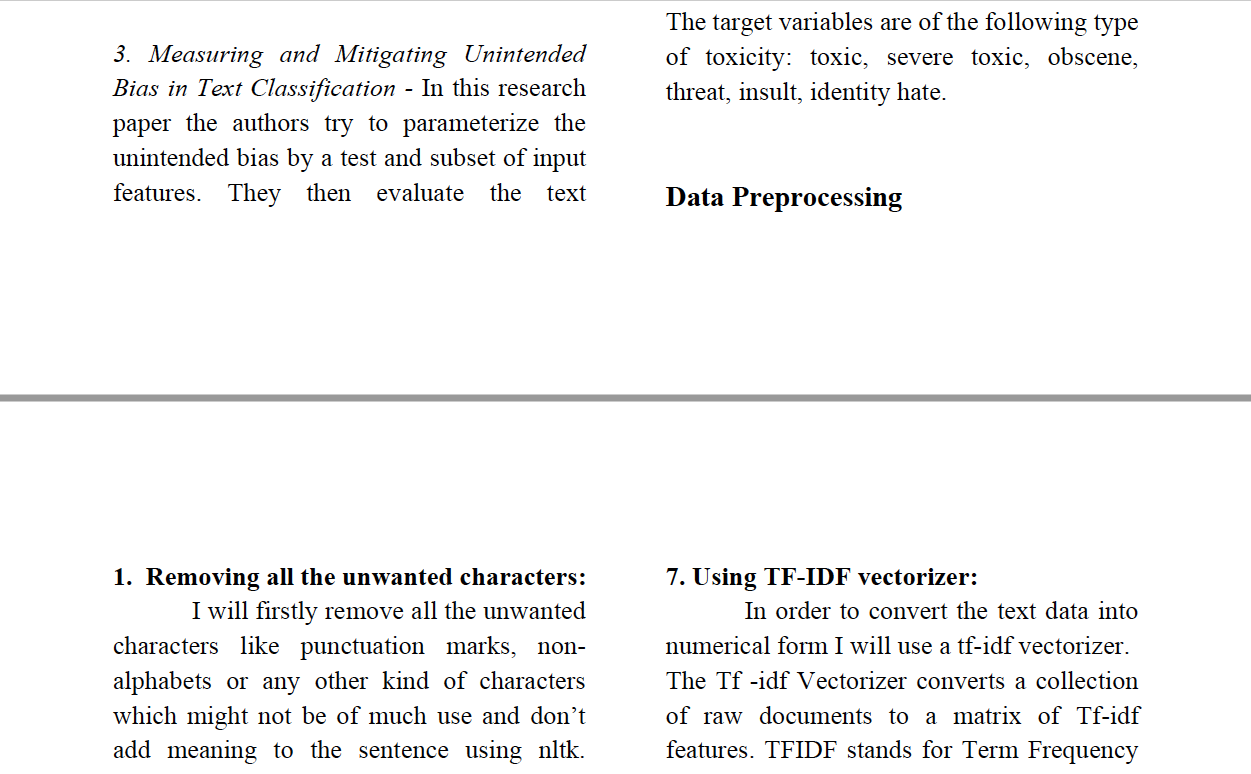 3. Measuring and Mitigating Unintended
Bias in Text Classification - In this research
paper the authors try to parameterize the
unintended bias by a test and subset of input
features. They then evaluate the text
The target variables are of the following type
of toxicity: toxic, severe toxic, obscene,
threat, insult, identity hate.
Data Preprocessing
1. Removing all the unwanted characters:
I will firstly remove all the unwanted
characters like punctuation marks, non-
alphabets or any other kind of characters
which might not be of much use and don’t
add meaning to the sentence using nltk.
7. Using TF-IDF vectorizer:
In order to convert the text data into
numerical form I will use a tf-idf vectorizer.
The Tf -idf Vectorizer converts a collection
of raw documents to a matrix of Tf-idf
features. TFIDF stands for Term Frequency